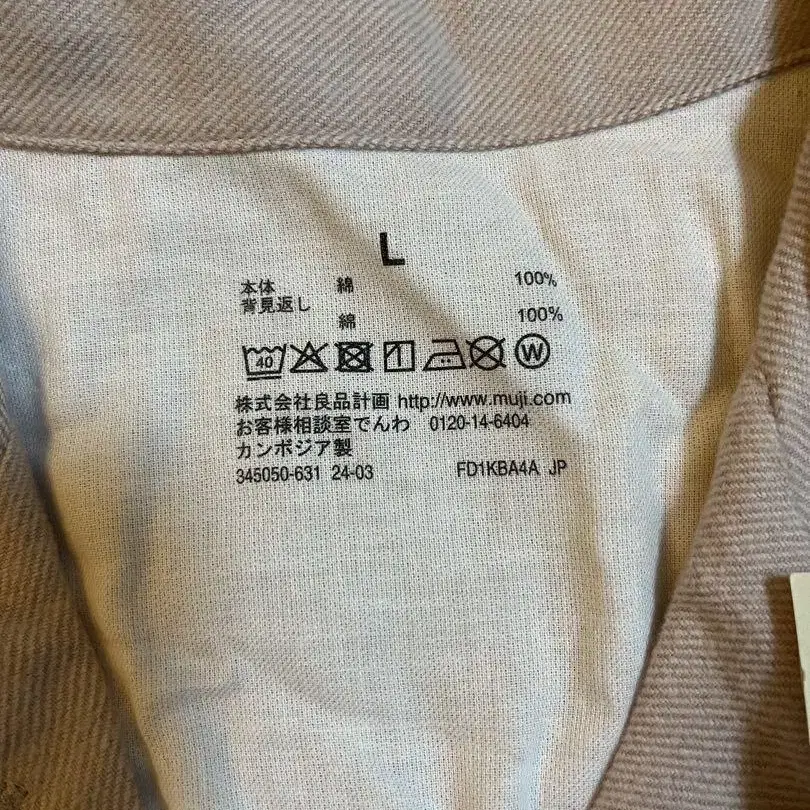 L
本体 綿 100%
背見返し
綿 100%
40 W
株式会社良品計画 http://www.muji.com
お客様相談室でんわ 0120-14-6404
カンボジア製
345050-631 24-03 FD1KBA4A JP